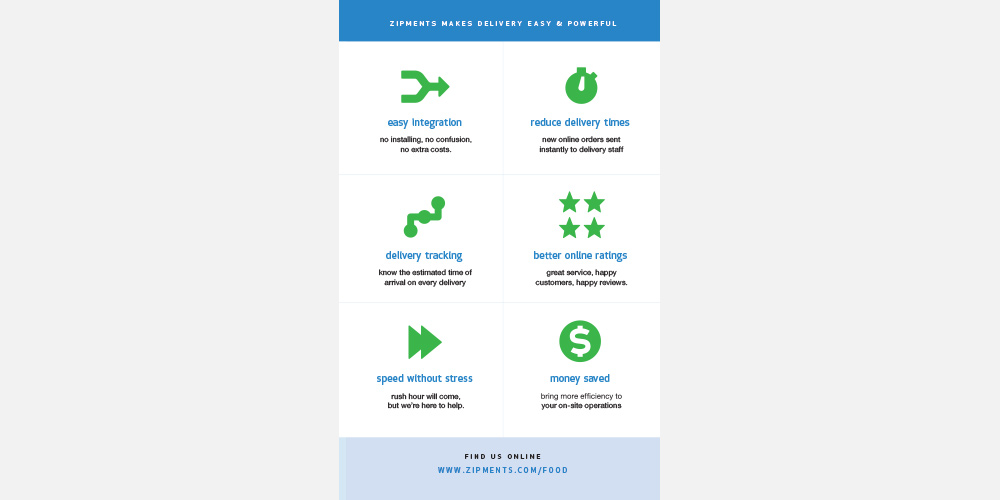 ZIPMENTS MAKES DELIVERY EASY & POWERFUL
easy integration
no installing, no confusion,
no extra costs.
reduce delivery times
new online orders sent
instantly to delivery staff
delivery tracking
know the estimated time of
arrival on every delivery
better online ratings
great service, happy
customers, happy reviews.
speed without stress
rush hour will come,
but we're here to help.
money saved
bring more efficiency to
your on-site operations
FIND US ONLINE
WWW.ZIPMENTS.COM/FOOD